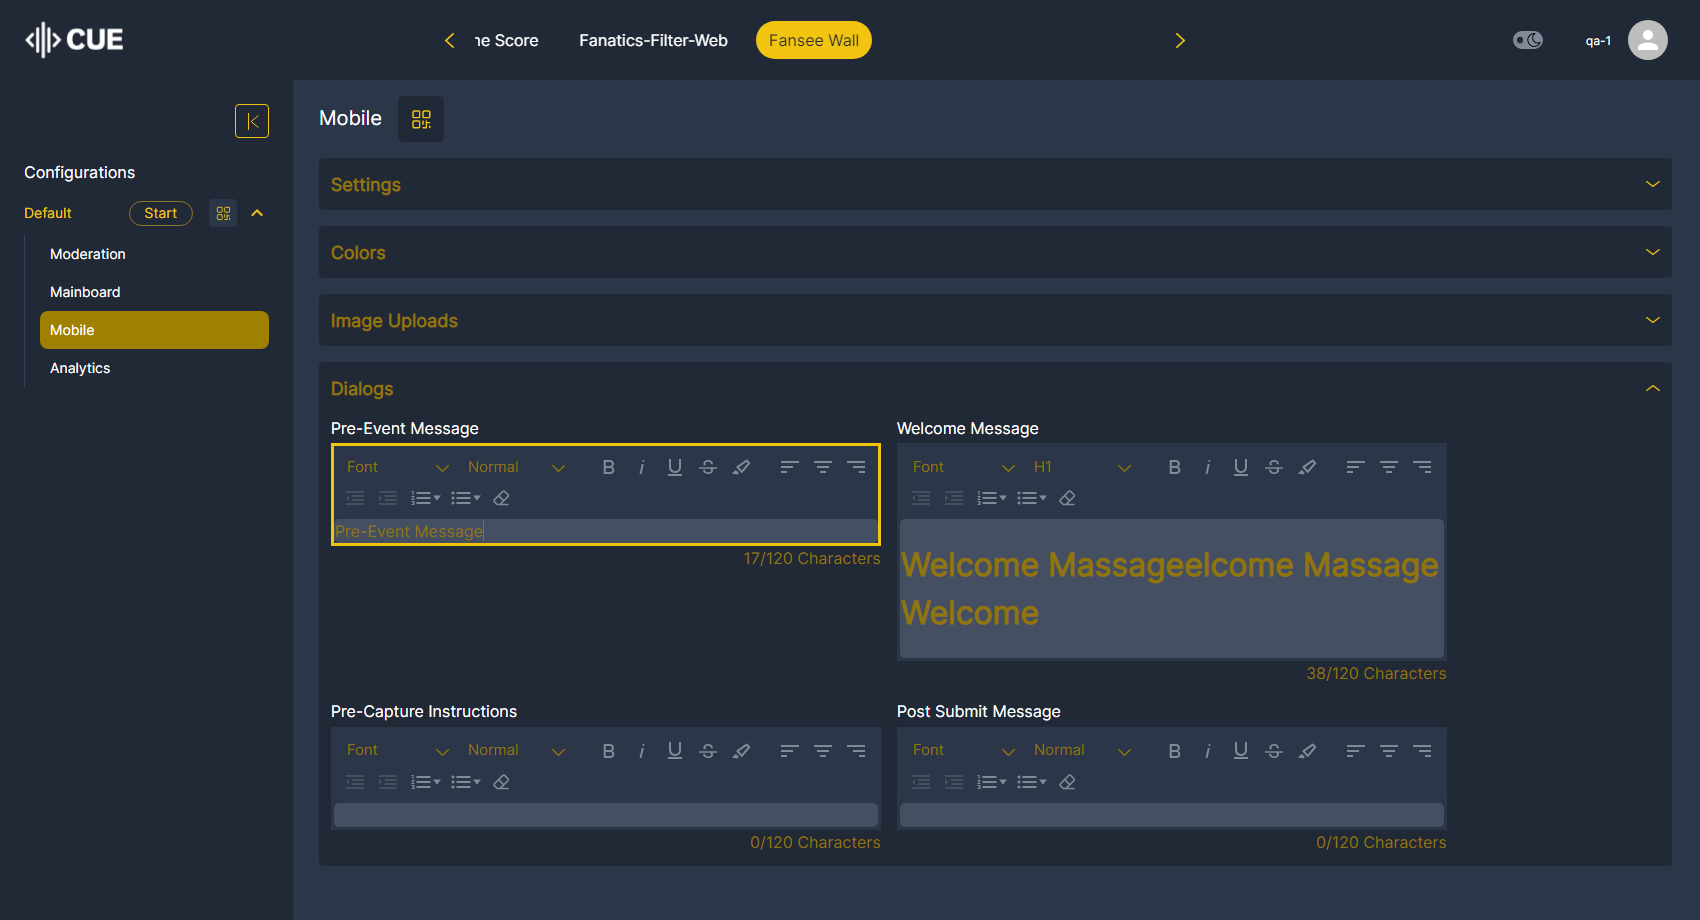 CUE
ne Score Fanatics-Filter-Web Fansee Wall
qa-1
Configurations
Default Start
Moderation
Mainboard
Mobile
Analytics
Mobile
Settings
Colors
Image Uploads
Dialogs
Pre-Event Message
Font Normal
Pre-Event Message
17/120 Characters
Welcome Message
Font H1
Welcome Massageelcome Massage
Welcome
38/120 Characters
Pre-Capture Instructions
Font Normal
0/120 Characters
Post Submit Message
Font Normal
0/120 Characters